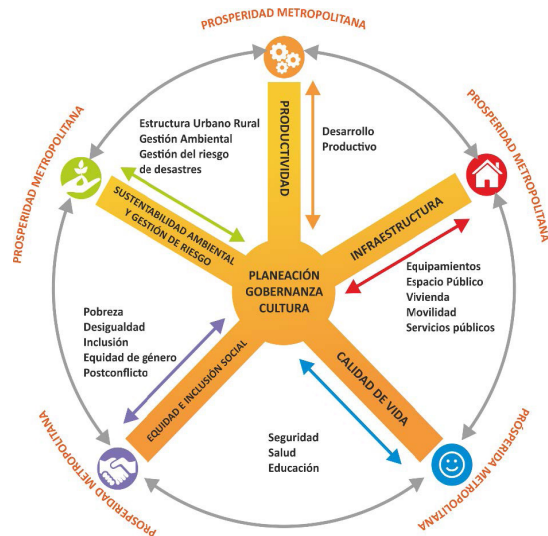 PROSPERIDAD METROPOLITANA
PROSPERIDAD METROPOLITANA
PROSPERIDAD METROPOLITANA
PRODUCTIVIDAD
Desarrollo
Productivo
Estructura Urbano Rural
Gestión Ambiental
Gestión del riesgo
de desastres
SUSTENTABILIDAD AMBIENTAL
Y GESTIÓN DE RIESGO
INFRAESTRUCTURA
PLANEACIÓN
GOBERNANZA
CULTURA
Equipamientos
Espacio Público
Vivienda
Movilidad
Servicios públicos
Pobreza
Desigualdad
Inclusión
Equidad de género
Postconflicto
EQUIDAD E INCLUSIÓN SOCIAL
CALIDAD DE VIDA
Seguridad
Salud
Educación
PROSPERIDAD METROPOLITANA
PRÓSPERIDA METROPOLITANA